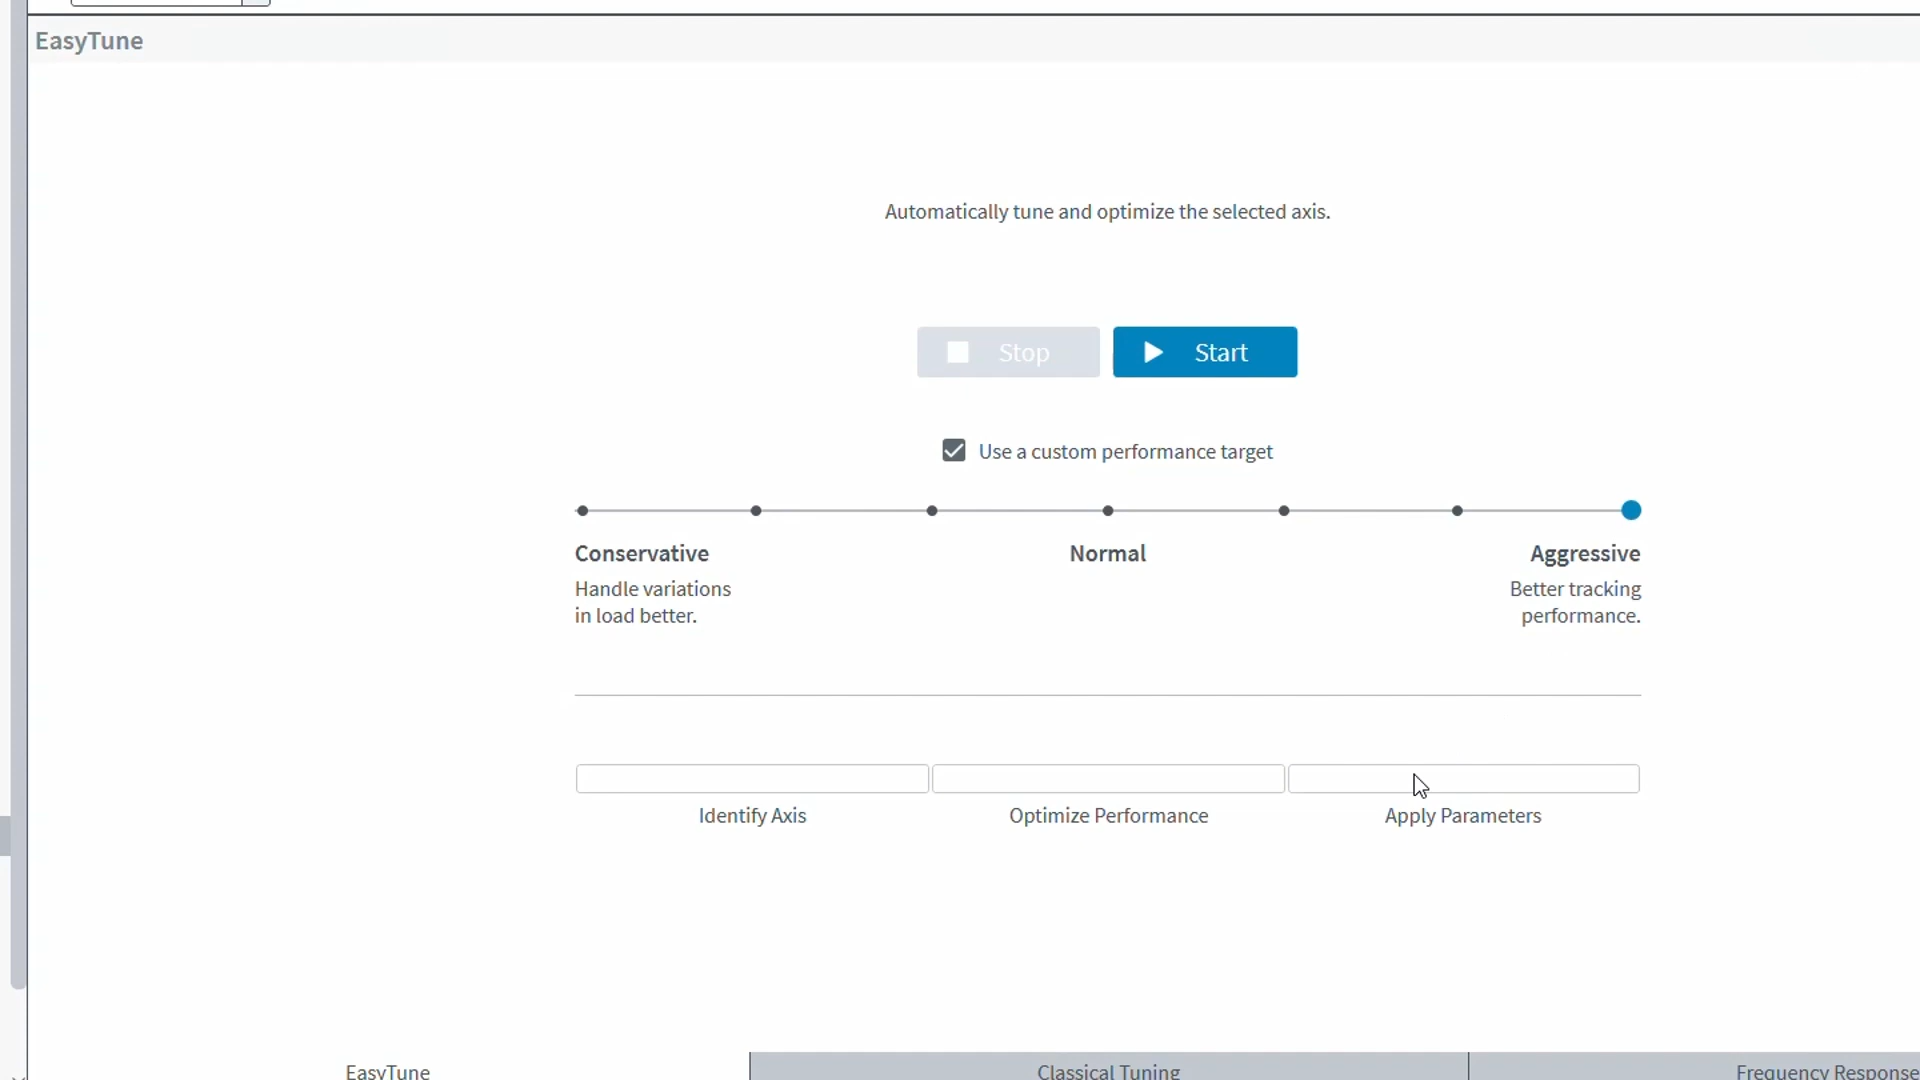 EasyTune
Automatically tune and optimize the selected axis.
Stop
Start
Use a custom performance target
Conservative
Normal
Aggressive
Handle variations
in load better.
Better tracking
performance.
Identify Axis
Optimize Performance
Apply Parameters
EasyTune
Classical Tuning
Frequency Response